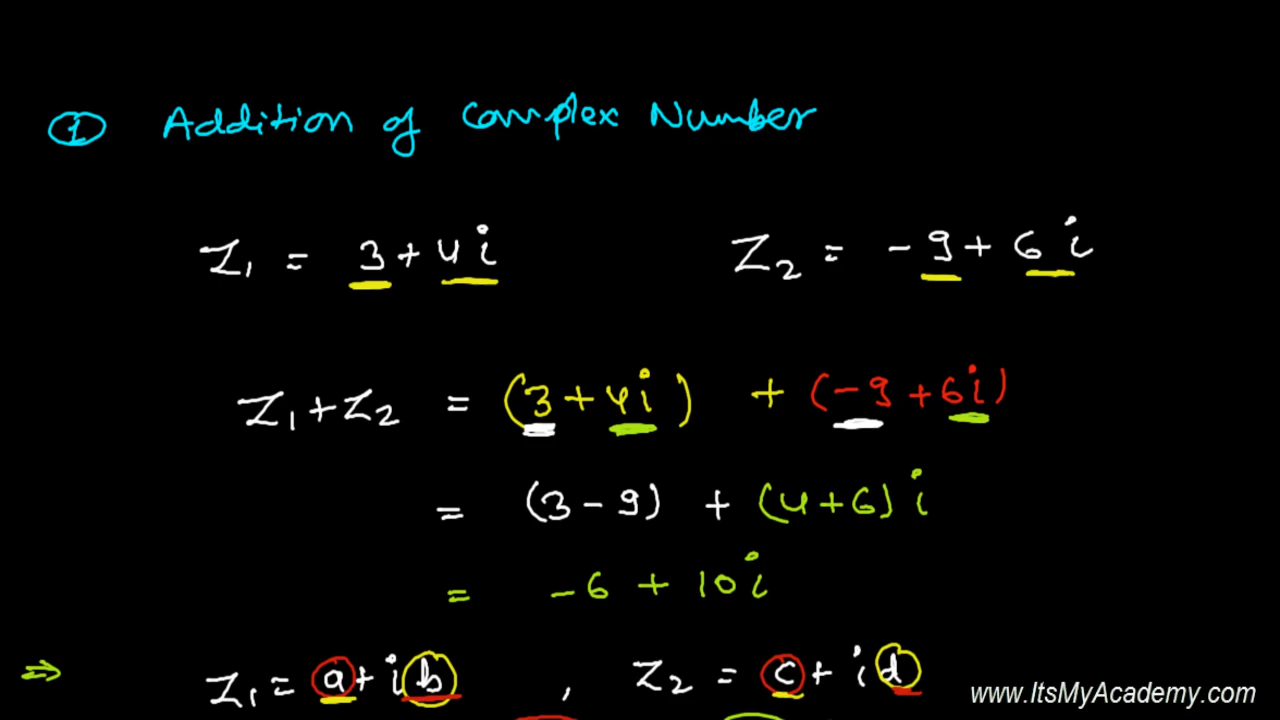 ① Addition of Complex Number
Z₁ = 3 + 4i Z₂ = -9 + 6i
Z₁ + Z₂ = (3 + 4i) + (-9 + 6i)
= (3 - 9) + (4 + 6) i
= -6 + 10i
⇒ Z₁ = a + ib , Z₂ = c + id
www.ItsMyAcademy.com